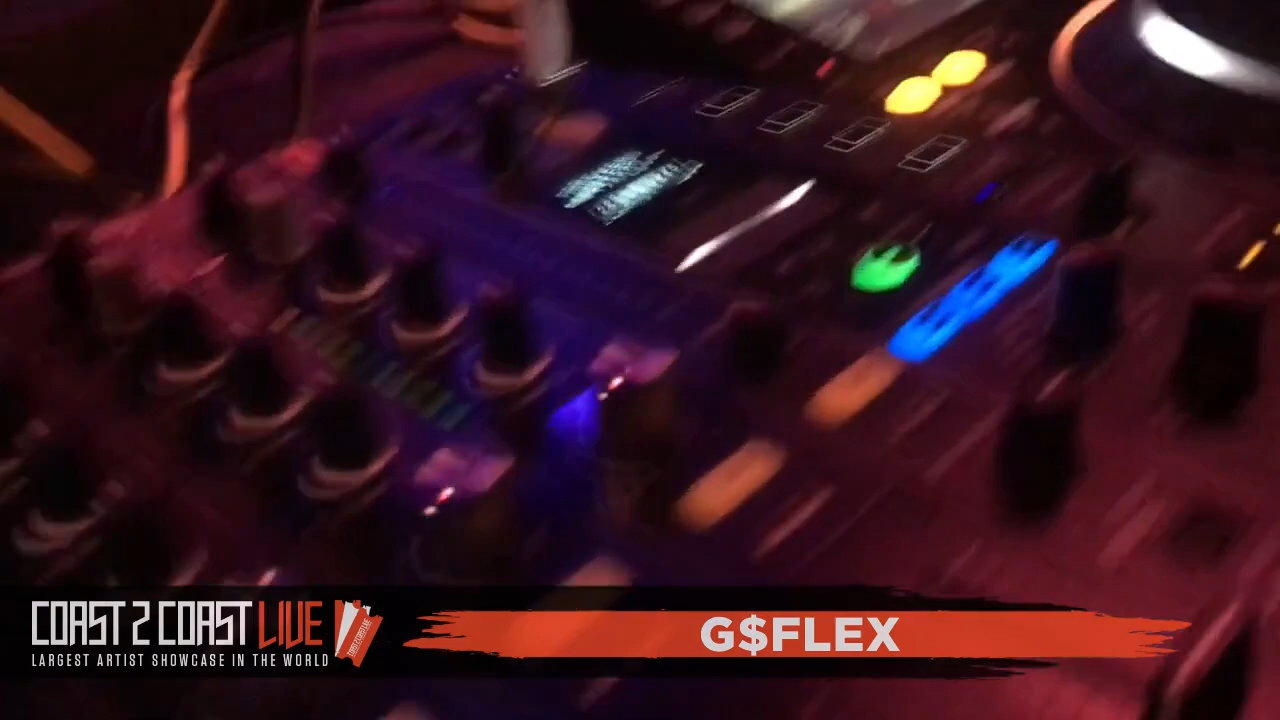 COAST 2 COAST LIVE
LARGEST ARTIST SHOWCASE IN THE WORLD
G$FLEX